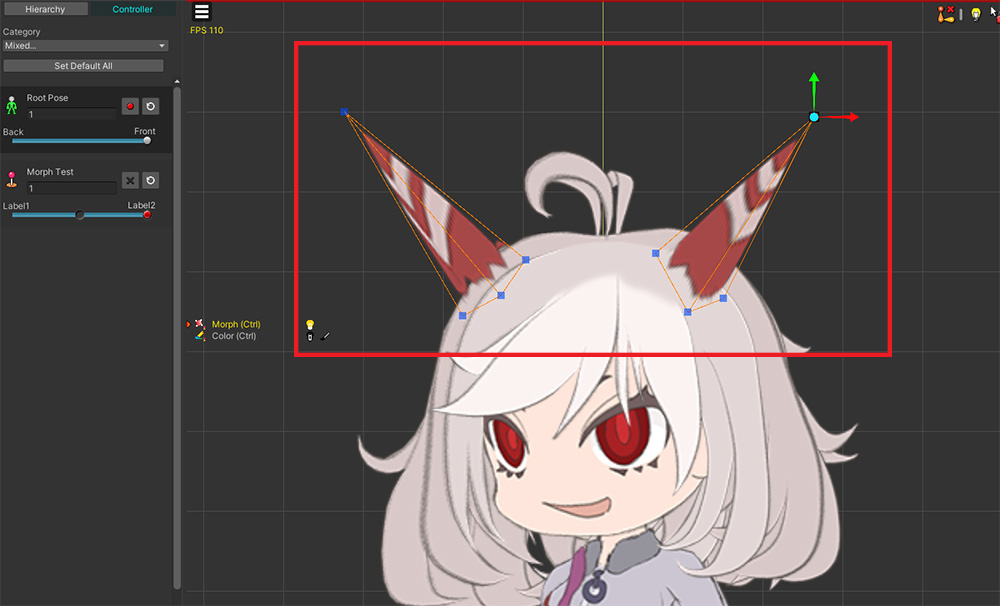 Hierarchy
Controller
Category
Mixed...
Set Default All
Root Pose
1
Back
Front
Morph Test
1
Label1
Label2
FPS 110
Morph (Ctrl)
Color (Ctrl)